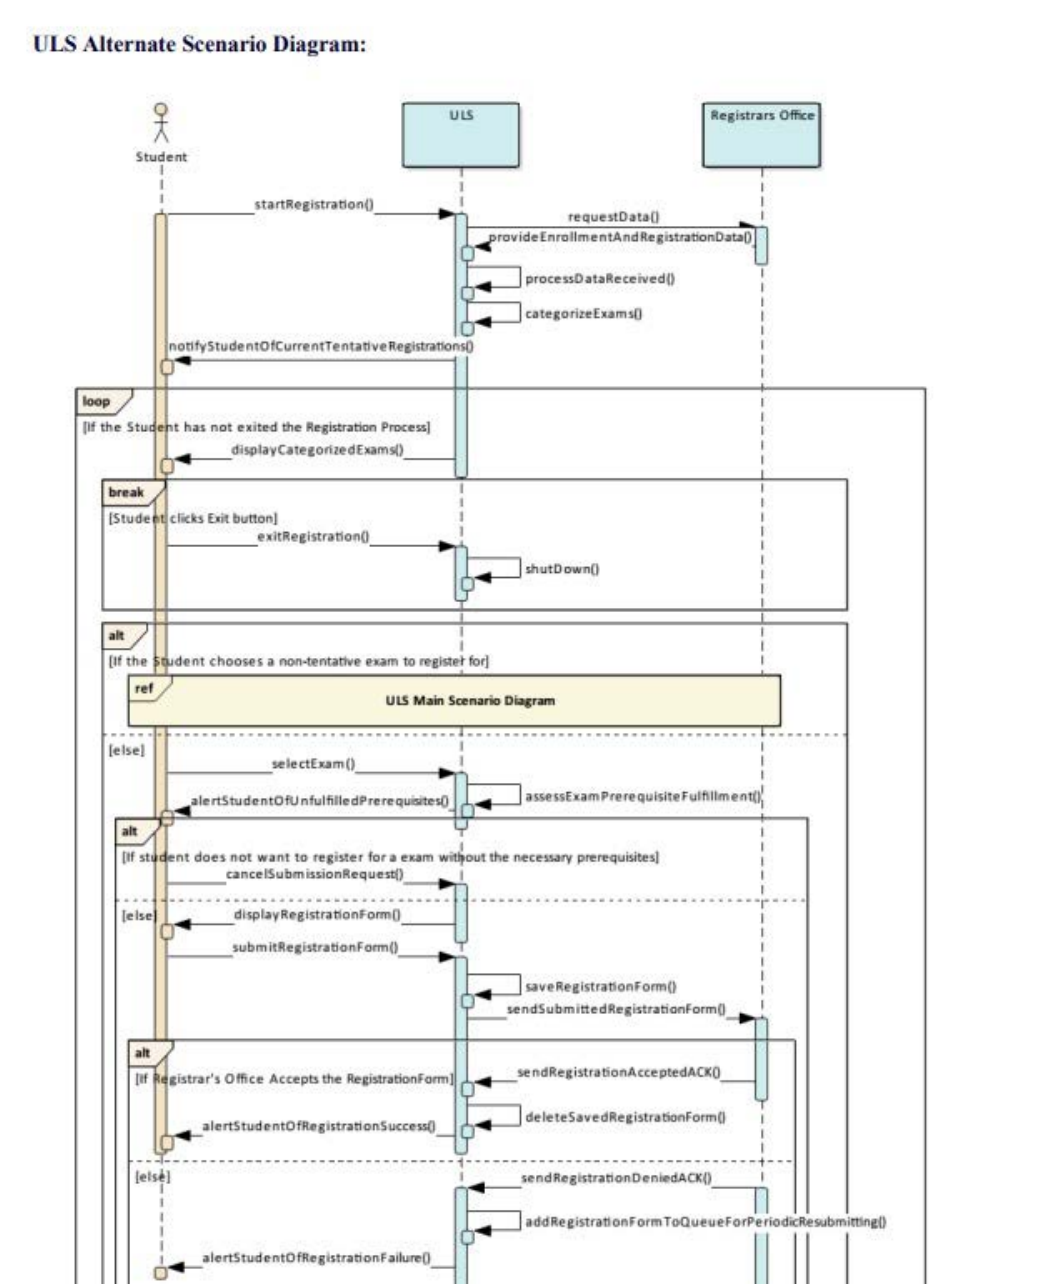 ULS Alternate Scenario Diagram:
ULS
Registrars Office
Student
startRegistration()
requestData()
provideEnrollmentAndRegistrationData()
processDataReceived()
categorizeExams()
notifyStudentOfCurrentTentativeRegistrations()
loop
[If the Student has not exited the Registration Process]
displayCategorizedExams()
break
[Student clicks Exit button]
exitRegistration()
shutDown()
alt
[If the Student chooses a non-tentative exam to register for]
ref
ULS Main Scenario Diagram
[else]
selectExam()
assessExamPrerequisiteFulfillment()
alertStudentOfUnfulfilledPrerequisites()
alt
[If student does not want to register for a exam without the necessary prerequisites]
cancelSubmissionRequest()
[else]
displayRegistrationForm()
submitRegistrationForm()
saveRegistrationForm()
sendSubmittedRegistrationForm()
alt
[If Registrar's Office Accepts the RegistrationForm]
sendRegistrationAcceptedACK()
deleteSavedRegistrationForm()
alertStudentOfRegistrationSuccess()
[else]
sendRegistrationDeniedACK()
addRegistrationFormToQueueForPeriodicResubmitting()
alertStudentOfRegistrationFailure()